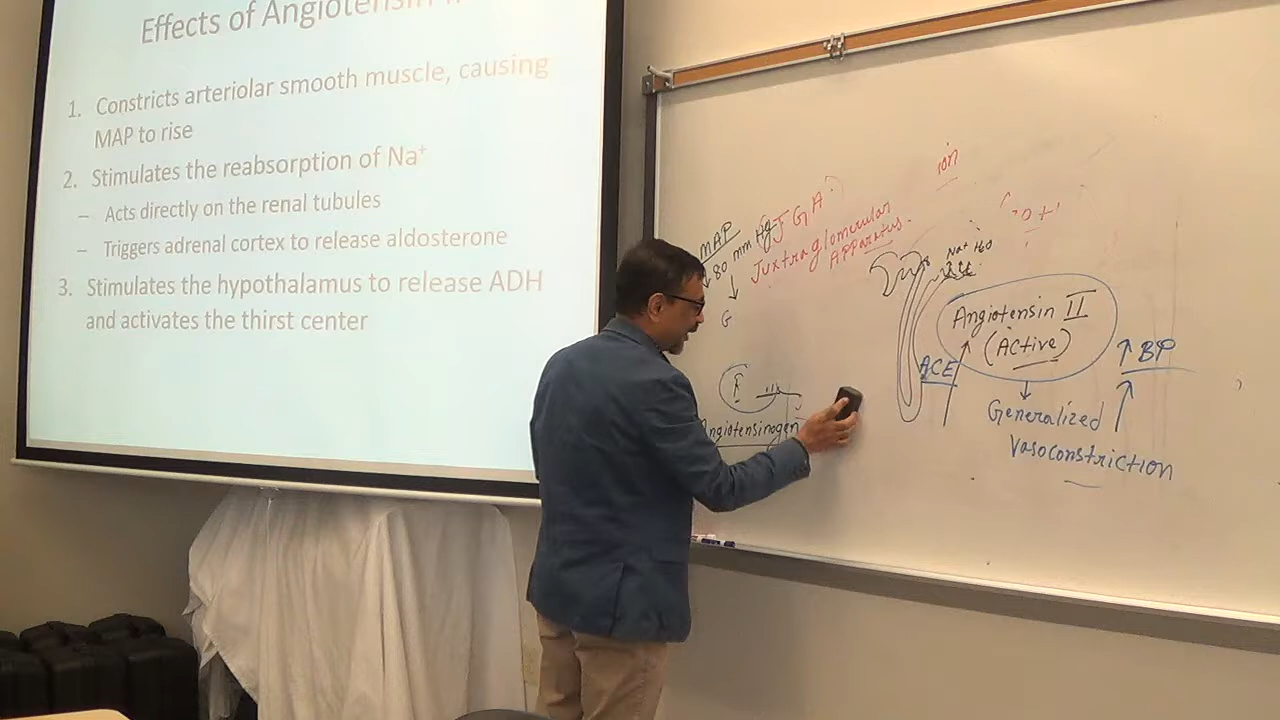 Effects of Angiotensin
1. Constricts arteriolar smooth muscle, causing
MAP to rise
2. Stimulates the reabsorption of Na+
– Acts directly on the renal tubules
– Triggers adrenal cortex to release aldosterone
3. Stimulates the hypothalamus to release ADH
and activates the thirst center
MAP
80 mm Hg
G
JGA
Juxtraglomerular
Apparatus.
ion
Na+ H2O
Angiotensin II
(Active)
ACE
↑ BP
Generalized
Vasoconstriction
Angiotensinogen